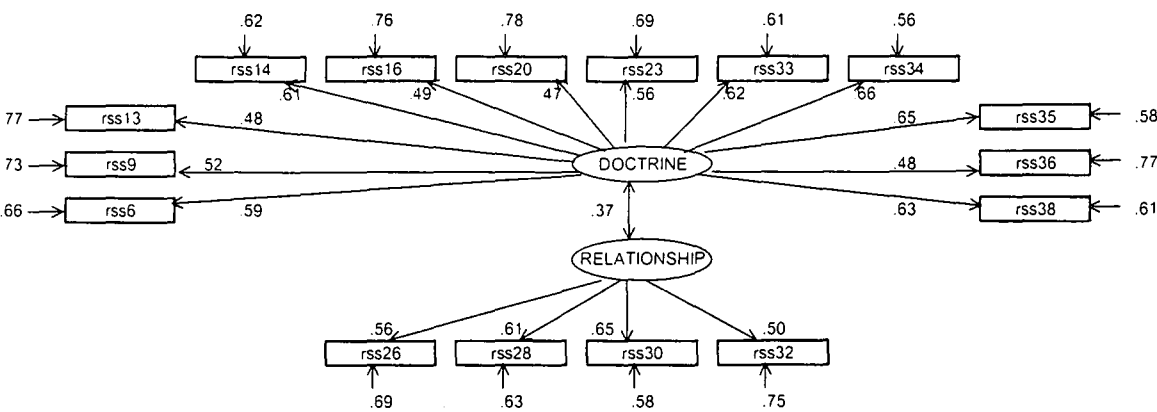 .62 .76 .78 .69 .61 .56
rss14 rss16 rss20 rss23 rss33 rss34
.61 .49 .47 .56 .62 .66
77 rss13 .48 .65 rss35 .58
DOCTRINE
73 rss9 .52 .48 rss36 .77
.66 rss6 .59 .63 rss38 .61
.37
RELATIONSHIP
.56 .61 .65 .50
rss26 rss28 rss30 rss32
.69 .63 .58 .75